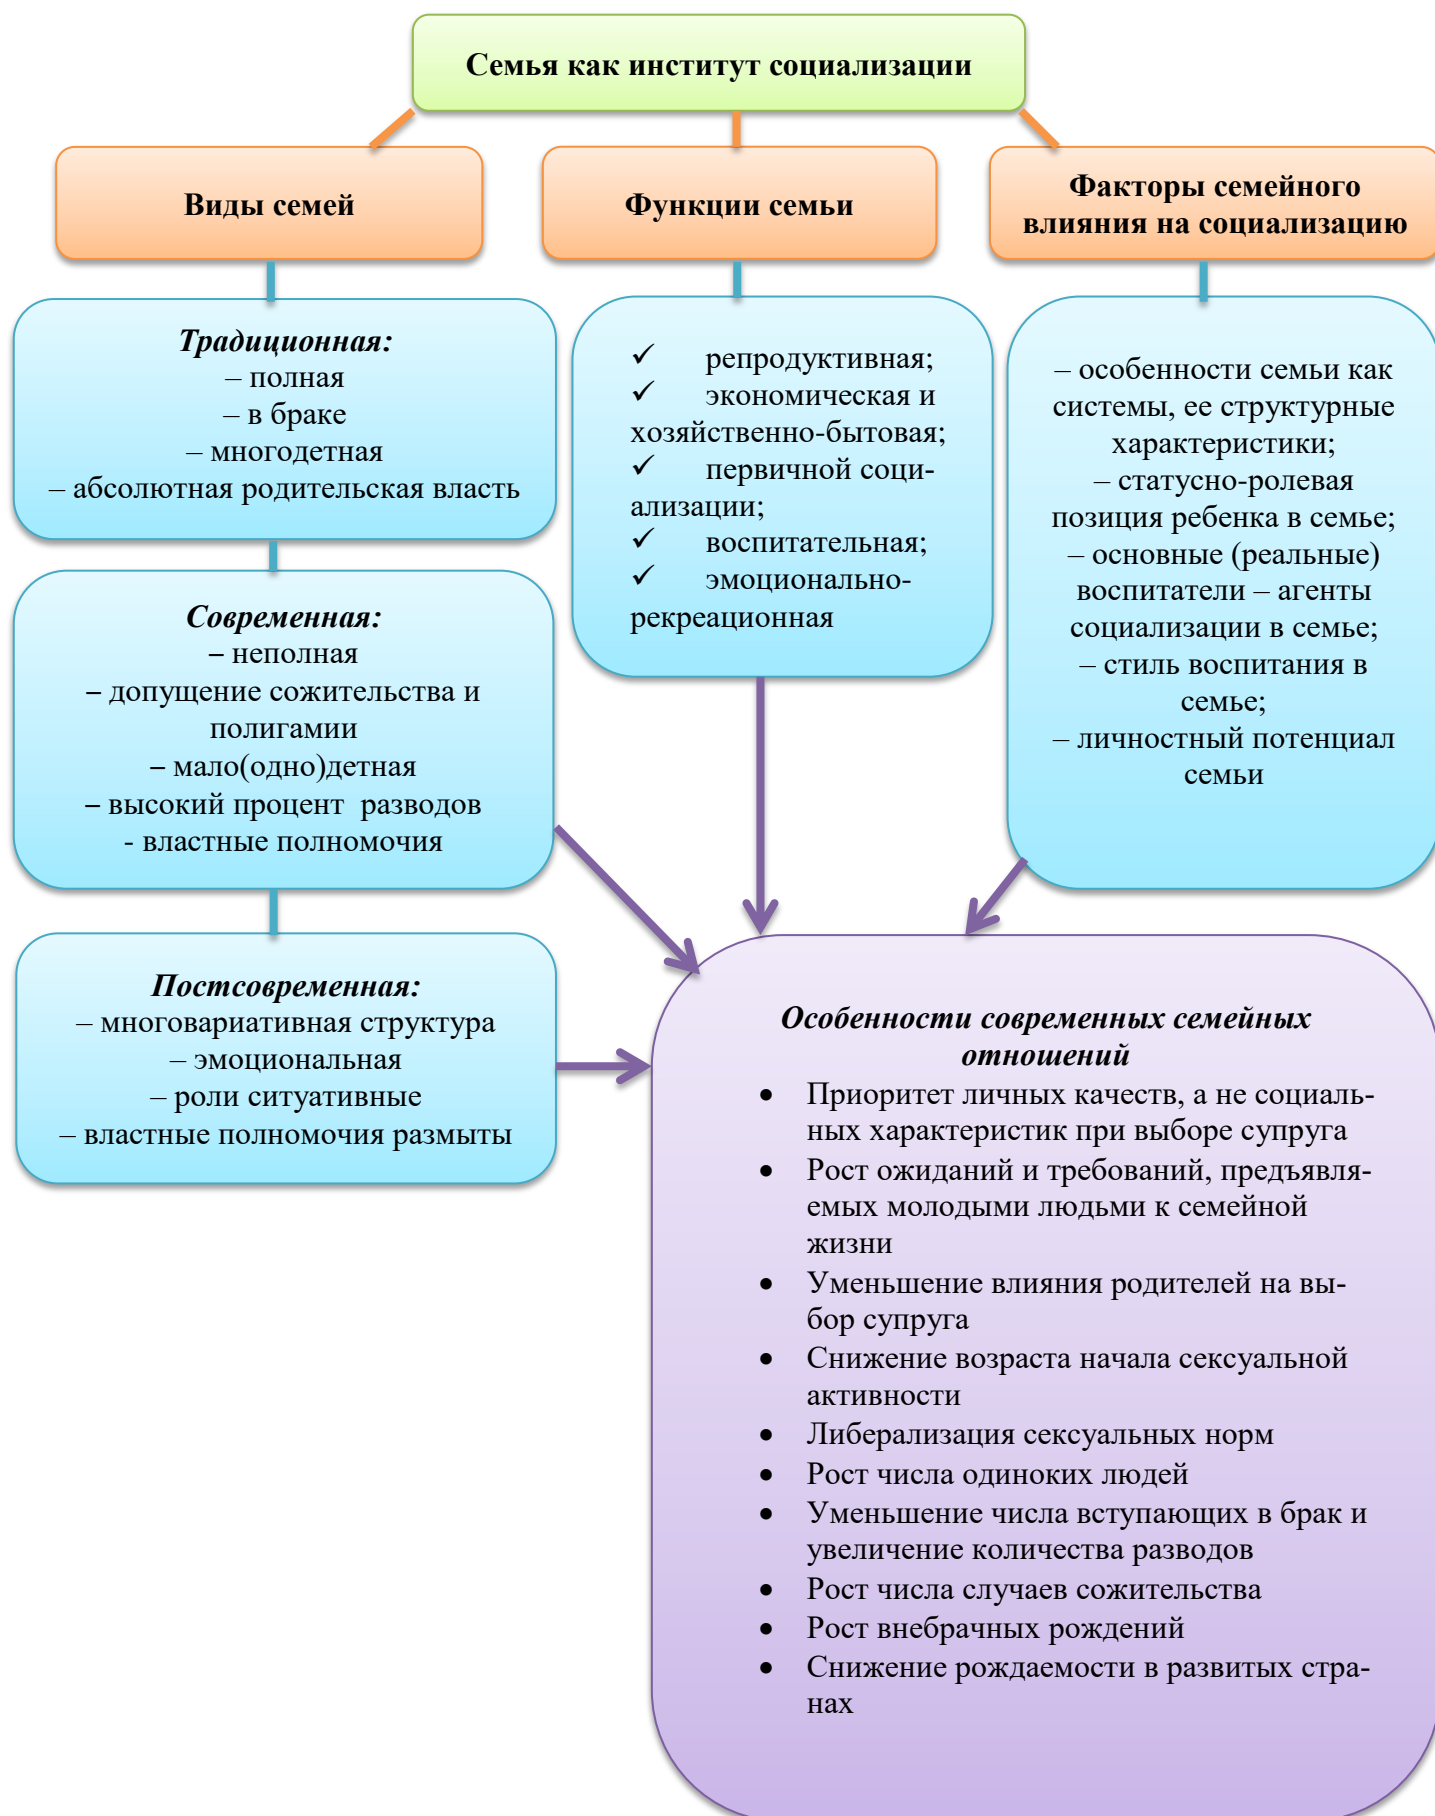 Семья как институт социализации
Виды семей
Функции семьи
Факторы семейного
влияния на социализацию
Традиционная:
– полная
– в браке
– многодетная
– абсолютная родительская власть
Современная:
– неполная
– допущение сожительства и
полигамии
– мало(одно)детная
– высокий процент разводов
- властные полномочия
Постсовременная:
– многовариативная структура
– эмоциональная
– роли ситуативные
– властные полномочия размыты
✓ репродуктивная;
✓ экономическая и
хозяйственно-бытовая;
✓ первичной соци-
ализации;
✓ воспитательная;
✓ эмоционально-
рекреационная
– особенности семьи как
системы, ее структурные
характеристики;
– статусно-ролевая
позиция ребенка в семье;
– основные (реальные)
воспитатели – агенты
социализации в семье;
– стиль воспитания в
семье;
– личностный потенциал
семьи
Особенности современных семейных
отношений
• Приоритет личных качеств, а не социаль-
ных характеристик при выборе супруга
• Рост ожиданий и требований, предъявля-
емых молодыми людьми к семейной
жизни
• Уменьшение влияния родителей на вы-
бор супруга
• Снижение возраста начала сексуальной
активности
• Либерализация сексуальных норм
• Рост числа одиноких людей
• Уменьшение числа вступающих в брак и
увеличение количества разводов
• Рост числа случаев сожительства
• Рост внебрачных рождений
• Снижение рождаемости в развитых стра-
нах